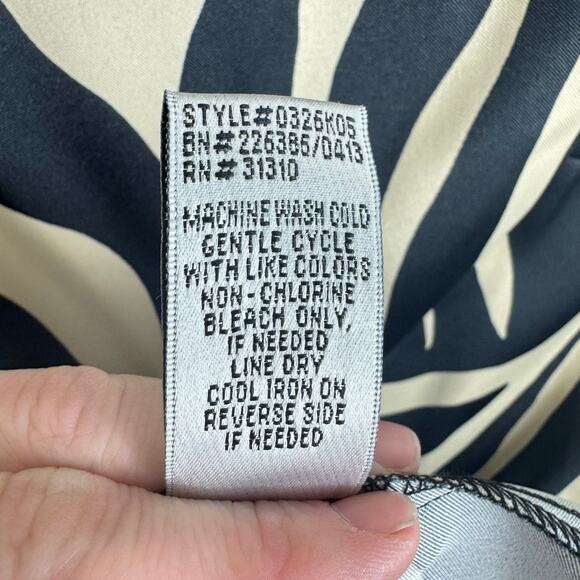 STYLE#0326K05
BN#226386/0413
RN#31310
MACHINE WASH COLD
GENTLE CYCLE
WITH LIKE COLORS
NON-CHLORINE
BLEACH ONLY,
IF NEEDED
LINE DRY
COOL IRON ON
REVERSE SIDE
IF NEEDED